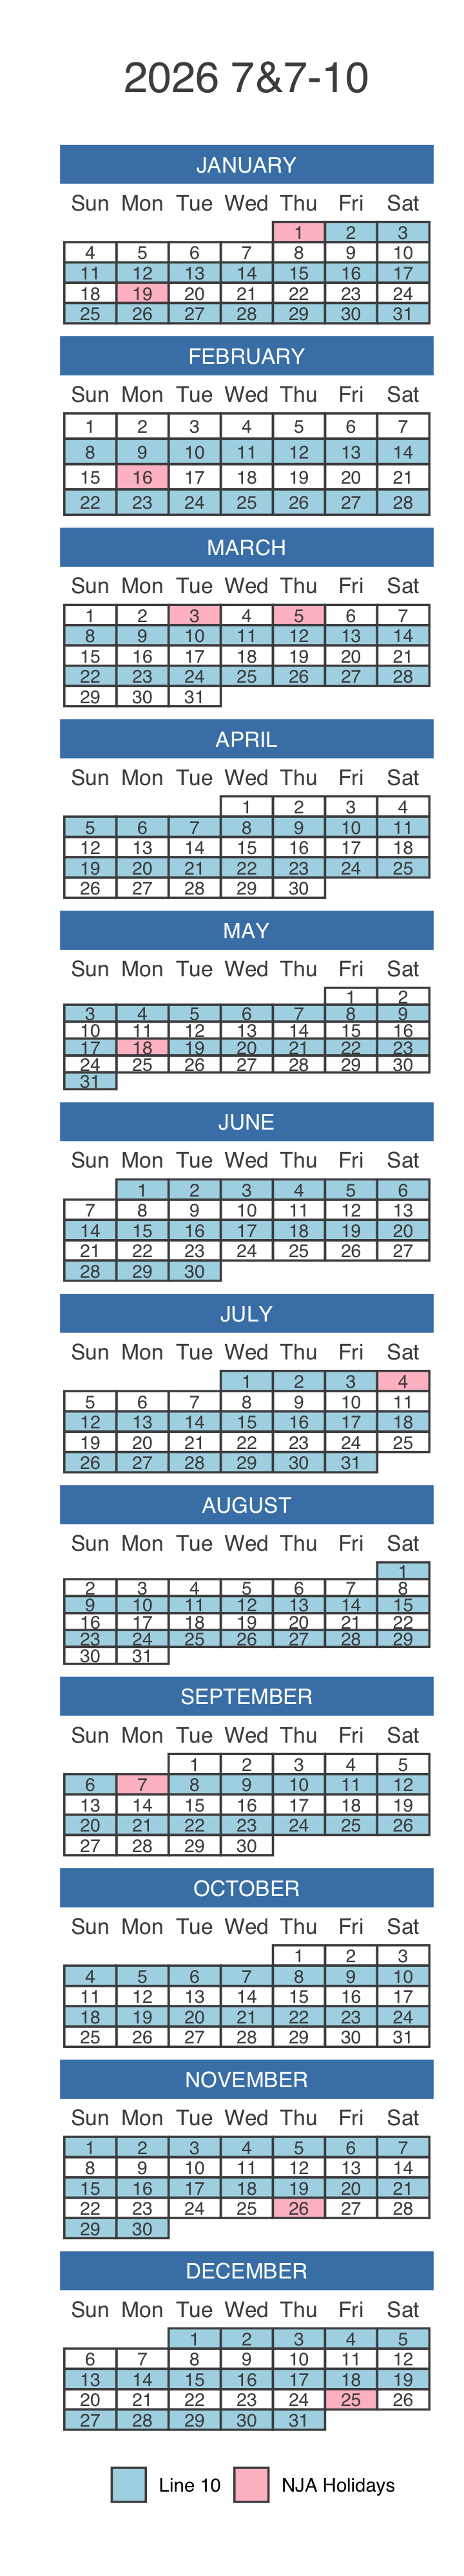 2026 7&7-10
JANUARY
Sun Mon Tue Wed Thu Fri Sat
1 2 3
4 5 6 7 8 9 10
11 12 13 14 15 16 17
18 19 20 21 22 23 24
25 26 27 28 29 30 31
FEBRUARY
Sun Mon Tue Wed Thu Fri Sat
1 2 3 4 5 6 7
8 9 10 11 12 13 14
15 16 17 18 19 20 21
22 23 24 25 26 27 28
MARCH
Sun Mon Tue Wed Thu Fri Sat
1 2 3 4 5 6 7
8 9 10 11 12 13 14
15 16 17 18 19 20 21
22 23 24 25 26 27 28
29 30 31
APRIL
Sun Mon Tue Wed Thu Fri Sat
1 2 3 4
5 6 7 8 9 10 11
12 13 14 15 16 17 18
19 20 21 22 23 24 25
26 27 28 29 30
MAY
Sun Mon Tue Wed Thu Fri Sat
1 2
3 4 5 6 7 8 9
10 11 12 13 14 15 16
17 18 19 20 21 22 23
24 25 26 27 28 29 30
31
JUNE
Sun Mon Tue Wed Thu Fri Sat
1 2 3 4 5 6
7 8 9 10 11 12 13
14 15 16 17 18 19 20
21 22 23 24 25 26 27
28 29 30
JULY
Sun Mon Tue Wed Thu Fri Sat
1 2 3 4
5 6 7 8 9 10 11
12 13 14 15 16 17 18
19 20 21 22 23 24 25
26 27 28 29 30 31
AUGUST
Sun Mon Tue Wed Thu Fri Sat
1
2 3 4 5 6 7 8
9 10 11 12 13 14 15
16 17 18 19 20 21 22
23 24 25 26 27 28 29
30 31
SEPTEMBER
Sun Mon Tue Wed Thu Fri Sat
1 2 3 4 5
6 7 8 9 10 11 12
13 14 15 16 17 18 19
20 21 22 23 24 25 26
27 28 29 30
OCTOBER
Sun Mon Tue Wed Thu Fri Sat
1 2 3
4 5 6 7 8 9 10
11 12 13 14 15 16 17
18 19 20 21 22 23 24
25 26 27 28 29 30 31
NOVEMBER
Sun Mon Tue Wed Thu Fri Sat
1 2 3 4 5 6 7
8 9 10 11 12 13 14
15 16 17 18 19 20 21
22 23 24 25 26 27 28
29 30
DECEMBER
Sun Mon Tue Wed Thu Fri Sat
1 2 3 4 5
6 7 8 9 10 11 12
13 14 15 16 17 18 19
20 21 22 23 24 25 26
27 28 29 30 31
Line 10 NJA Holidays